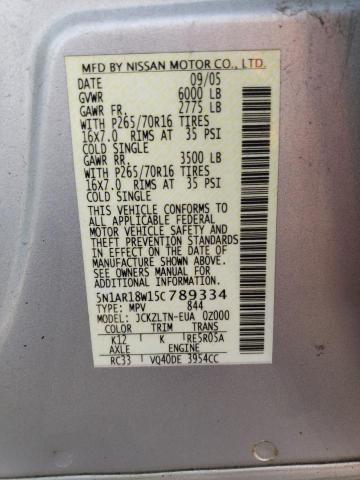 MFD BY NISSAN MOTOR CO., LTD.
DATE 09/05
GVWR 6000 LB
GAWR FR. 2775 LB
WITH P265/70R16 TIRES
16X7.0 RIMS AT 35 PSI
COLD SINGLE
GAWR RR. 3500 LB
WITH P265/70R16 TIRES
16X7.0 RIMS AT 35 PSI
COLD SINGLE
THIS VEHICLE CONFORMS TO
ALL APPLICABLE FEDERAL
MOTOR VEHICLE SAFETY
STANDARDS IN EFFECT ON THE
DATE OF MANUFACTURE SHOWN
ABOVE.
SEE OWNERS MANUAL FOR
ADDITIONAL INFORMATION.
5N1AR18W15C789334
TYPE: MPV 844
MODEL: JCKZLTN-EUA 0Z000
COLOR TRIM TRANS
K12 K RE5R05A
AXLE ENGINE
RC33 VQ40DE 3954CC